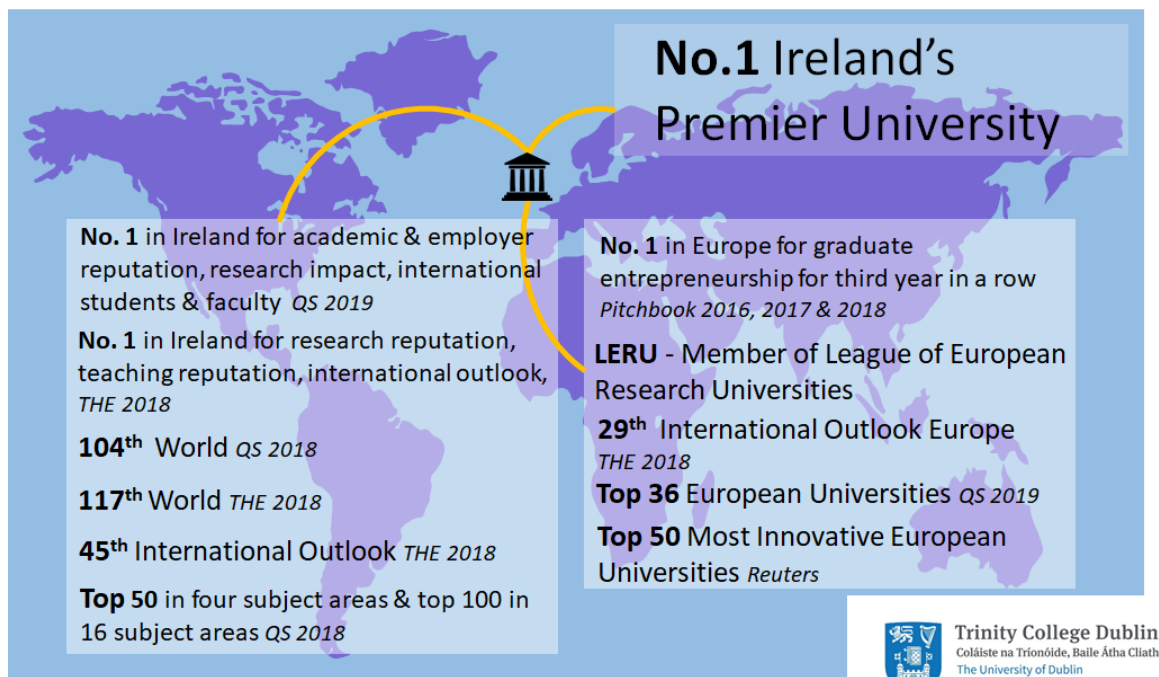 No.1 Ireland's
Premier University
No. 1 in Ireland for academic & employer
reputation, research impact, international
students & faculty QS 2019
No. 1 in Ireland for research reputation,
teaching reputation, international outlook,
THE 2018
104th World QS 2018
117th World THE 2018
45th International Outlook THE 2018
Top 50 in four subject areas & top 100 in
16 subject areas QS 2018
No. 1 in Europe for graduate
entrepreneurship for third year in a row
Pitchbook 2016, 2017 & 2018
LERU - Member of League of European
Research Universities
29th International Outlook Europe
THE 2018
Top 36 European Universities QS 2019
Top 50 Most Innovative European
Universities Reuters
Trinity College Dublin
Coláiste na Tríonóide, Baile Átha Cliath
The University of Dublin